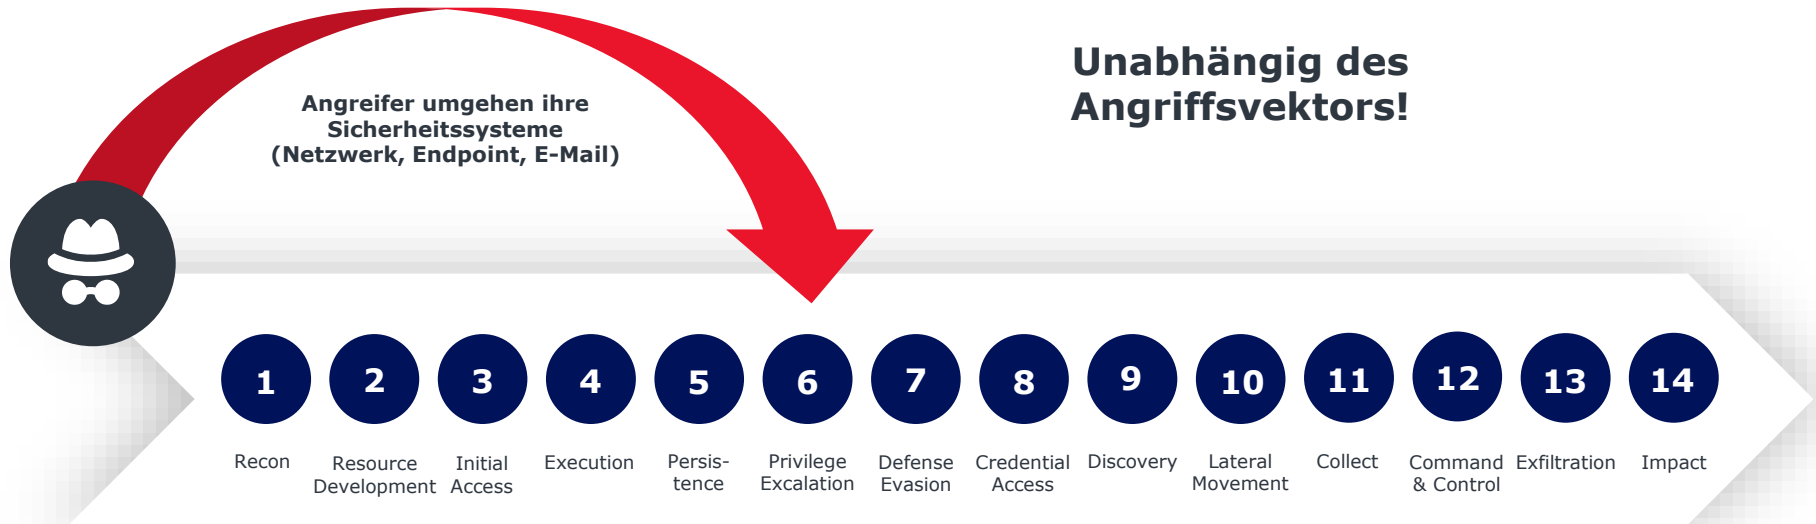 Unabhängig des
Angriffsvektors!
Angreifer umgehen ihre
Sicherheitssysteme
(Netzwerk, Endpoint, E-Mail)
1
2
3
4
5
6
7
8
9
10
11
12
13
14
Recon
Resource
Development
Initial
Access
Execution
Persis-
tence
Privilege
Excalation
Defense
Evasion
Credential
Access
Discovery
Lateral
Movement
Collect
Command
& Control
Exfiltration
Impact